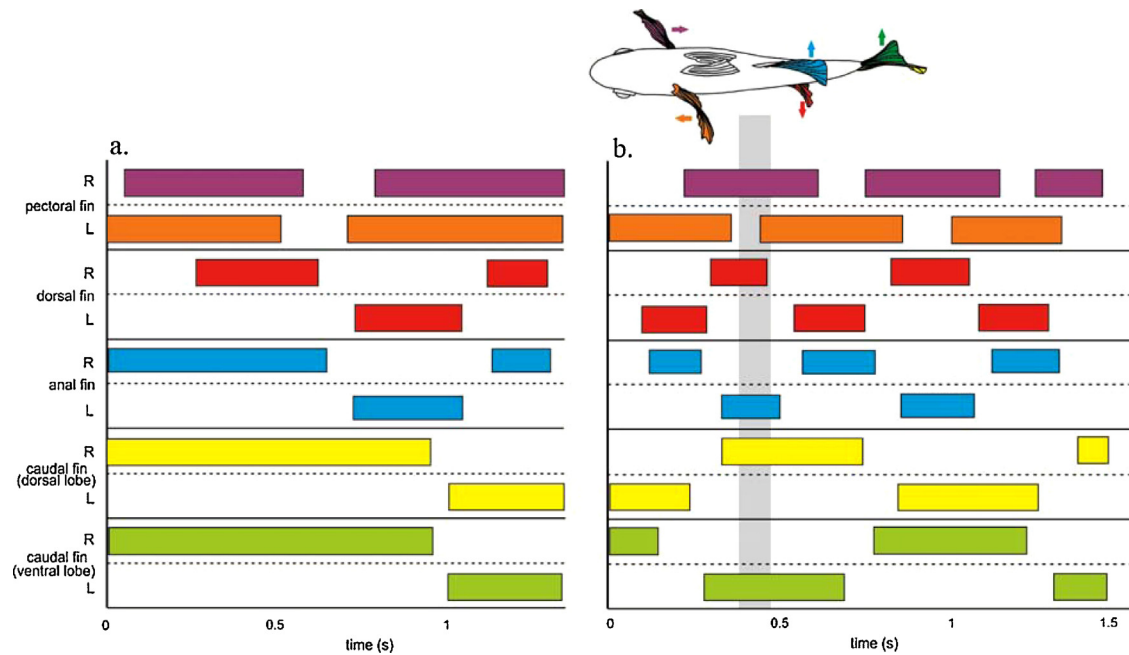 a.
b.
R
pectoral fin
L
R
dorsal fin
L
R
anal fin
L
R
caudal fin
(dorsal lobe)
L
R
caudal fin
(ventral lobe)
L
0 0.5 1
time (s)
0 0.5 1 1.5
time (s)